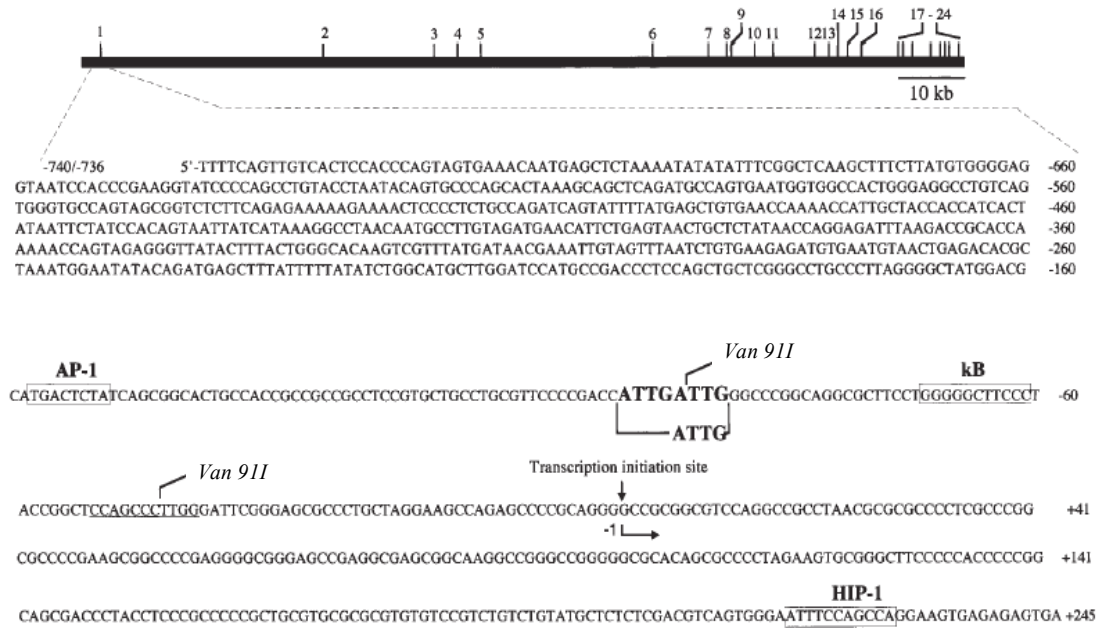 1 2 3 4 5 6 7 8 9 10 11 12 13 14 15 16 17 - 24
10 kb
-740/-736 5'-TTTTCAGTTGTCACTCCACCCAGTAGTGAAACAATGAGCTCTAAAATATATATTTCGGCTCAAGCTTTCTTATGTGGGGAG -660
GTAATCCACCCGAAGGTATCCCCAGCCTGTACCTAATACAGTGCCCAGCACTAAAGCAGCTCAGATGCCAGTGAATGGTGGCCACTGGGAGGCCTGTCAG -560
TGGGTGCCAGTAGCGGTCTCTTCAGAGAAAAAGAAAACTCCCCTCTGCCAGATCAGTATTTTATGAGCTGTGAACCAAAACCATTGCTACCACCATCACT -460
ATAATTCTATCCACAGTAATTATCATAAAGGCCTAACAATGCCTTGTAGATGAACATTCTGAGTAACTGCTCTATAACCAGGAGATTTAAGACCGCACCA -360
AAAACCAGTAGAGGGTTATACTTTACTGGGCACAAGTCGTTTATGATAACGAAATTGTAGTTTAATCTGTGAAGAGATGTGAATGTAACTGAGACACGC -260
TAAATGGAATATACAGATGAGCTTTATTTTTATATCTGGCATGCTTGGATCCATGCCGACCCTCCAGCTGCTCGGGCCTGCCCTTAGGGGCTATGGACG -160
Van 91I
AP-1 kB
CATGACTCTATCAGCGGCACTGCCACCGCCGCCGCCTCCGTGCTGCCTGCGTTCCCCGACCATTGATTGGGCCCGGCAGGCGCTTCCTGGGGGCTTCCCT -60
ATTG
Van 91I
Transcription initiation site
ACCGGCTCCAGCCCTTGGGATTCGGGAGCGCCCTGCTAGGAAGCCAGAGCCCCGCAGGGGCCGCGGCGTCCAGGCCGCCTAACGCGCGCCCCTCGCCCGG +41
-1
CGCCCCGAAGCGGCCCCGAGGGGCGGGAGCCGAGGCGAGCGGCAAGGCCGGGCCGGGGGCGCACAGCGCCCCTAGAAGTGCGGGCTTCCCCCACCCCCGG +141
HIP-1
CAGCGACCCTACCTCCCGCCCCCGCTGCGTGCGCGCGTGTGTCCGTCTGTCTGTATGCTCTCTCGACGTCAGTGGGAATTTCCAGCCAGGAAGTGAGAGAGTGA +245